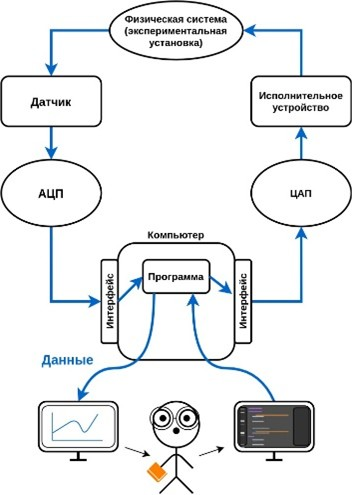 Физическая система
(экспериментальная
установка)
Датчик
Исполнительное
устройство
АЦП
ЦАП
Компьютер
Интерфейс
Программа
Интерфейс
Данные